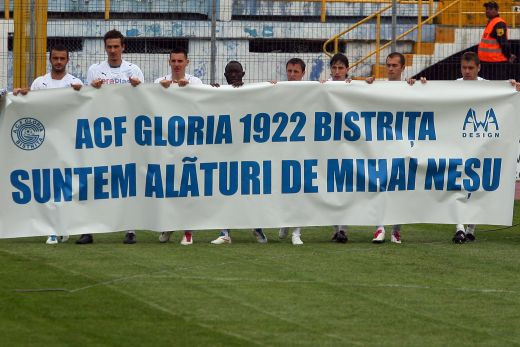 ACF GLORIA 1922 BISTRIȚA
SUNTEM ALĂTURI DE MIHAI NEȘU
AWA
DESIGN